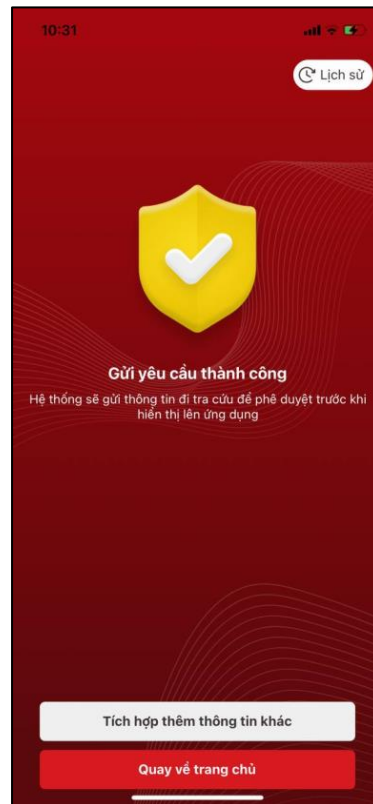 10:31
Lịch sử
Gửi yêu cầu thành công
Hệ thống sẽ gửi thông tin đi tra cứu để phê duyệt trước khi
hiển thị lên ứng dụng
Tích hợp thêm thông tin khác
Quay về trang chủ